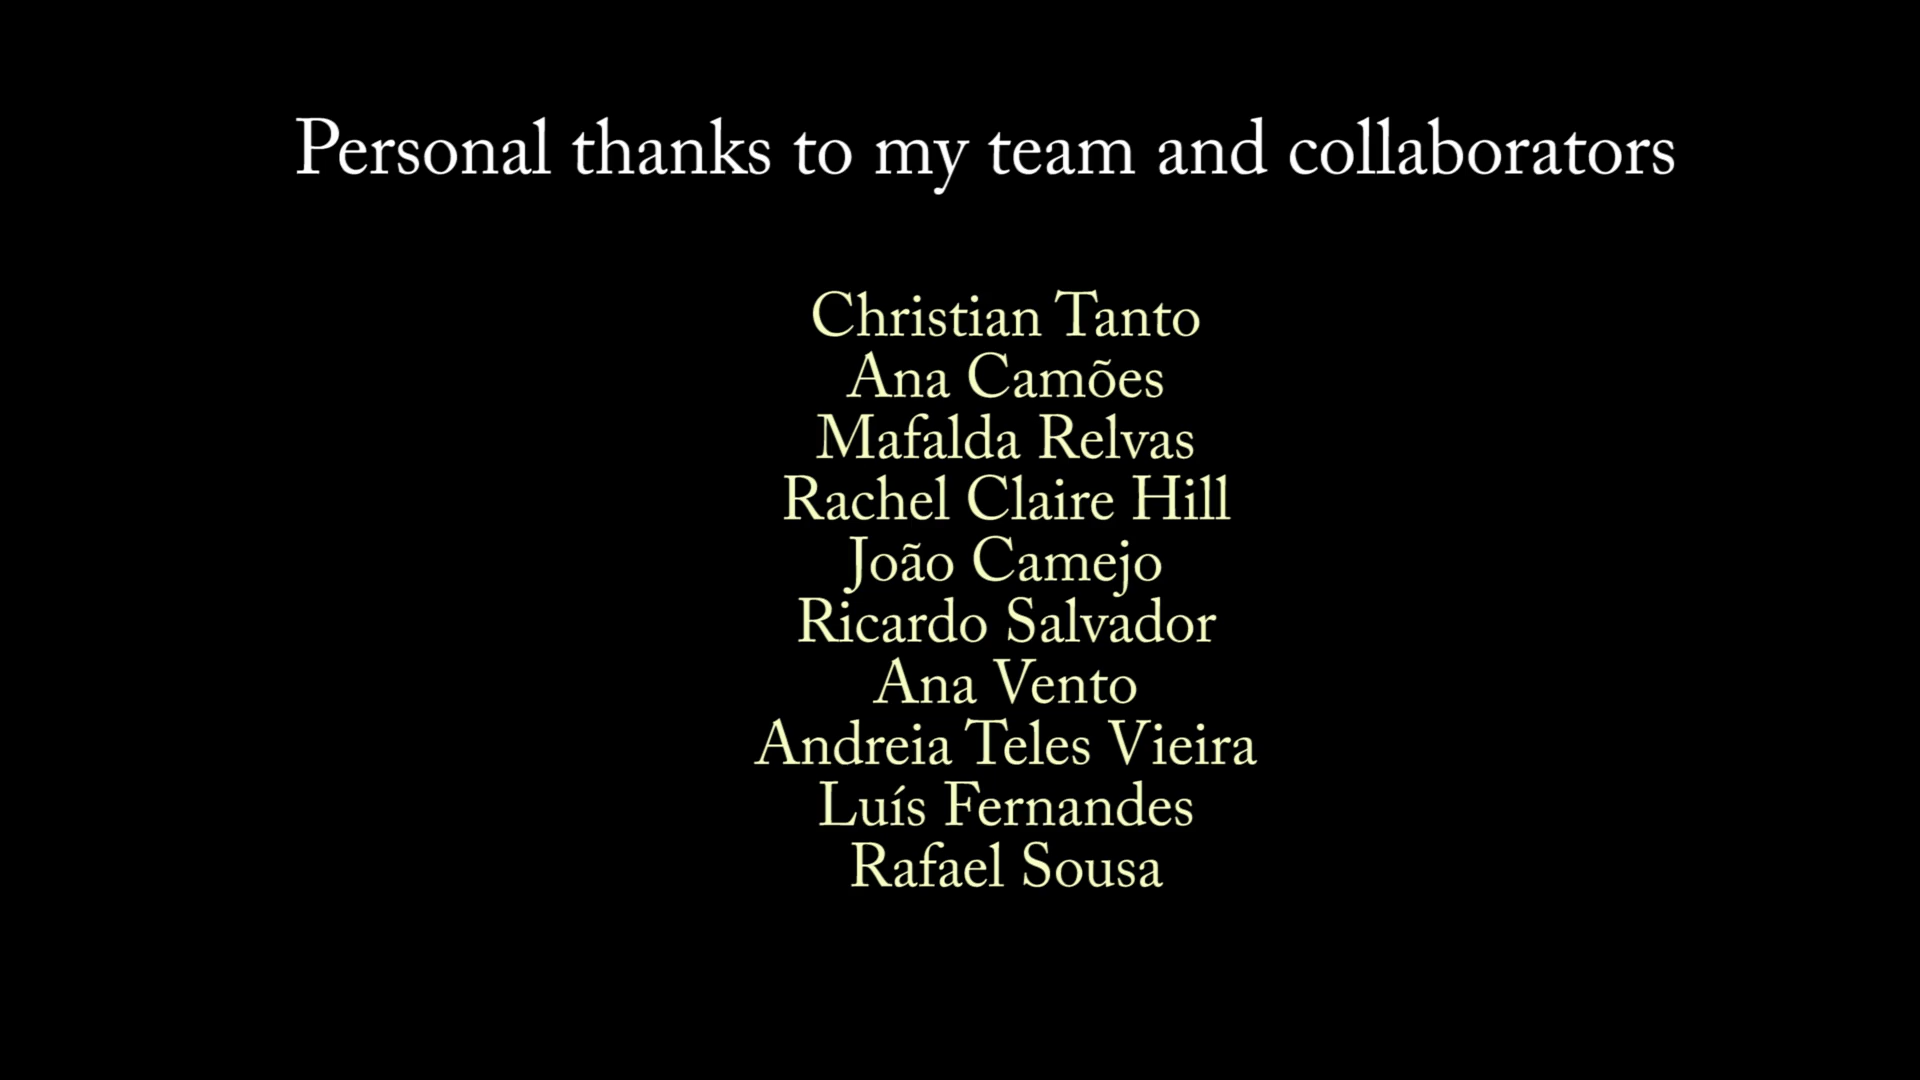 Personal thanks to my team and collaborators
Christian Tanto
Ana Camões
Mafalda Relvas
Rachel Claire Hill
João Camejo
Ricardo Salvador
Ana Vento
Andreia Teles Vieira
Luís Fernandes
Rafael Sousa